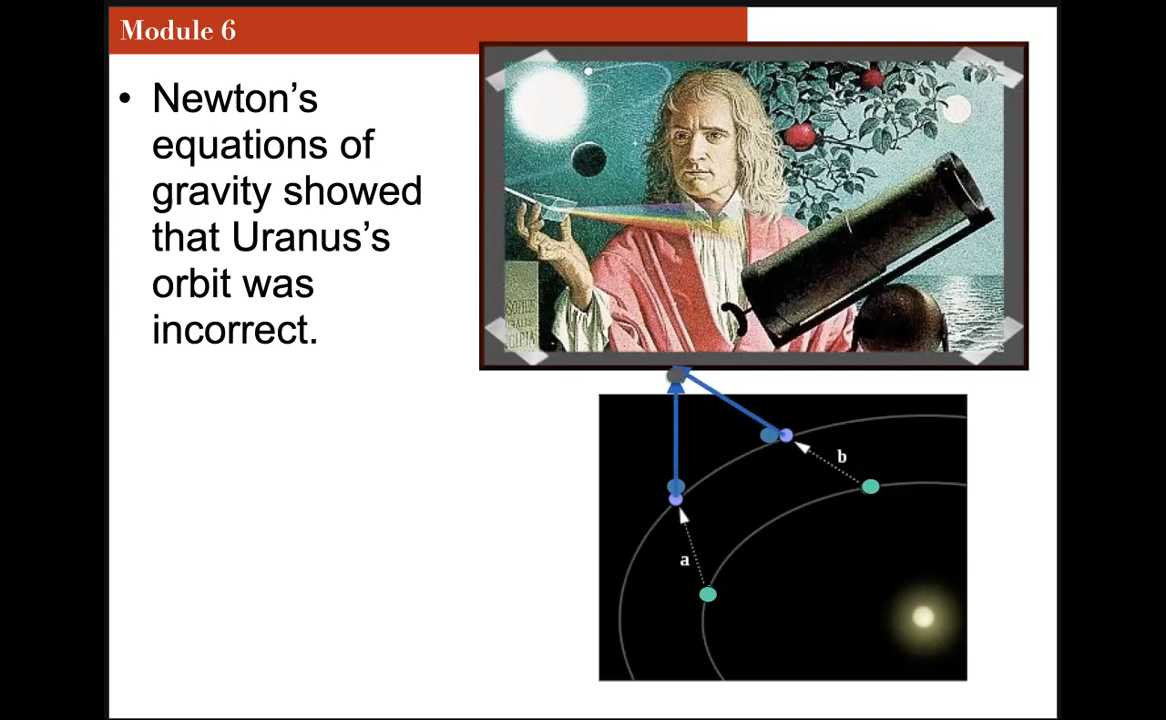 Module 6
• Newton’s
equations of
gravity showed
that Uranus’s
orbit was
incorrect.
b
a